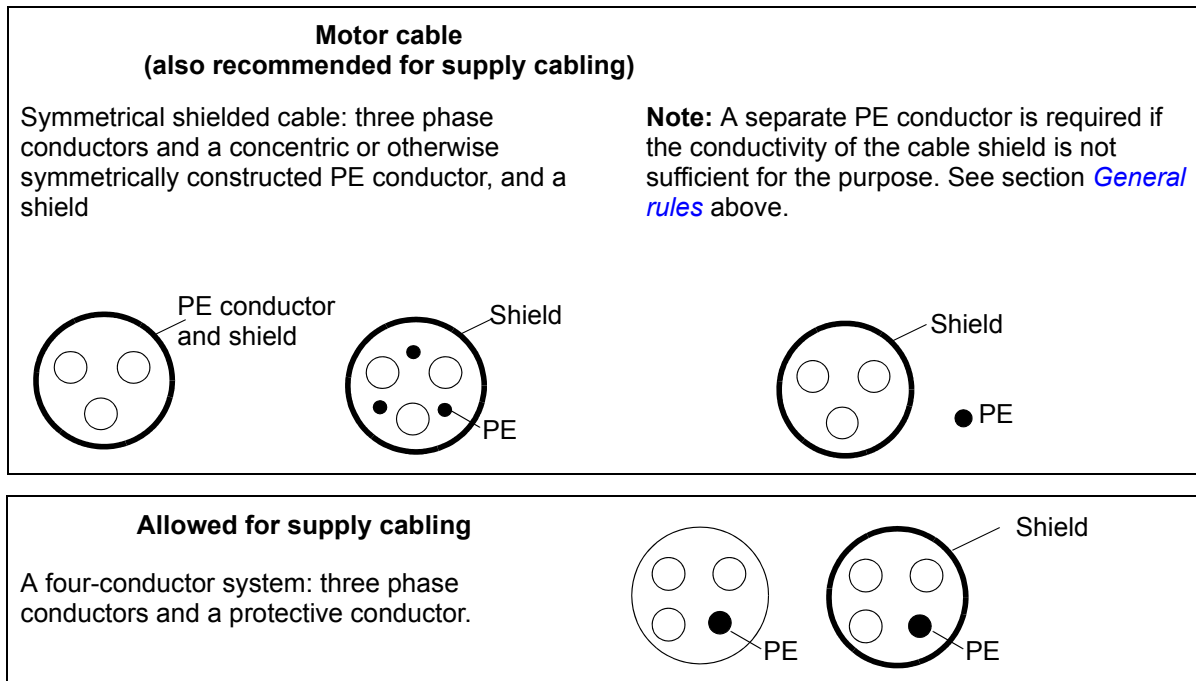 Motor cable
(also recommended for supply cabling)
Symmetrical shielded cable: three phase
conductors and a concentric or otherwise
symmetrically constructed PE conductor, and a
shield
Note: A separate PE conductor is required if
the conductivity of the cable shield is not
sufficient for the purpose. See section General
rules above.
PE conductor
and shield
Shield
PE
Shield
PE
Allowed for supply cabling
A four-conductor system: three phase
conductors and a protective conductor.
PE
Shield
PE